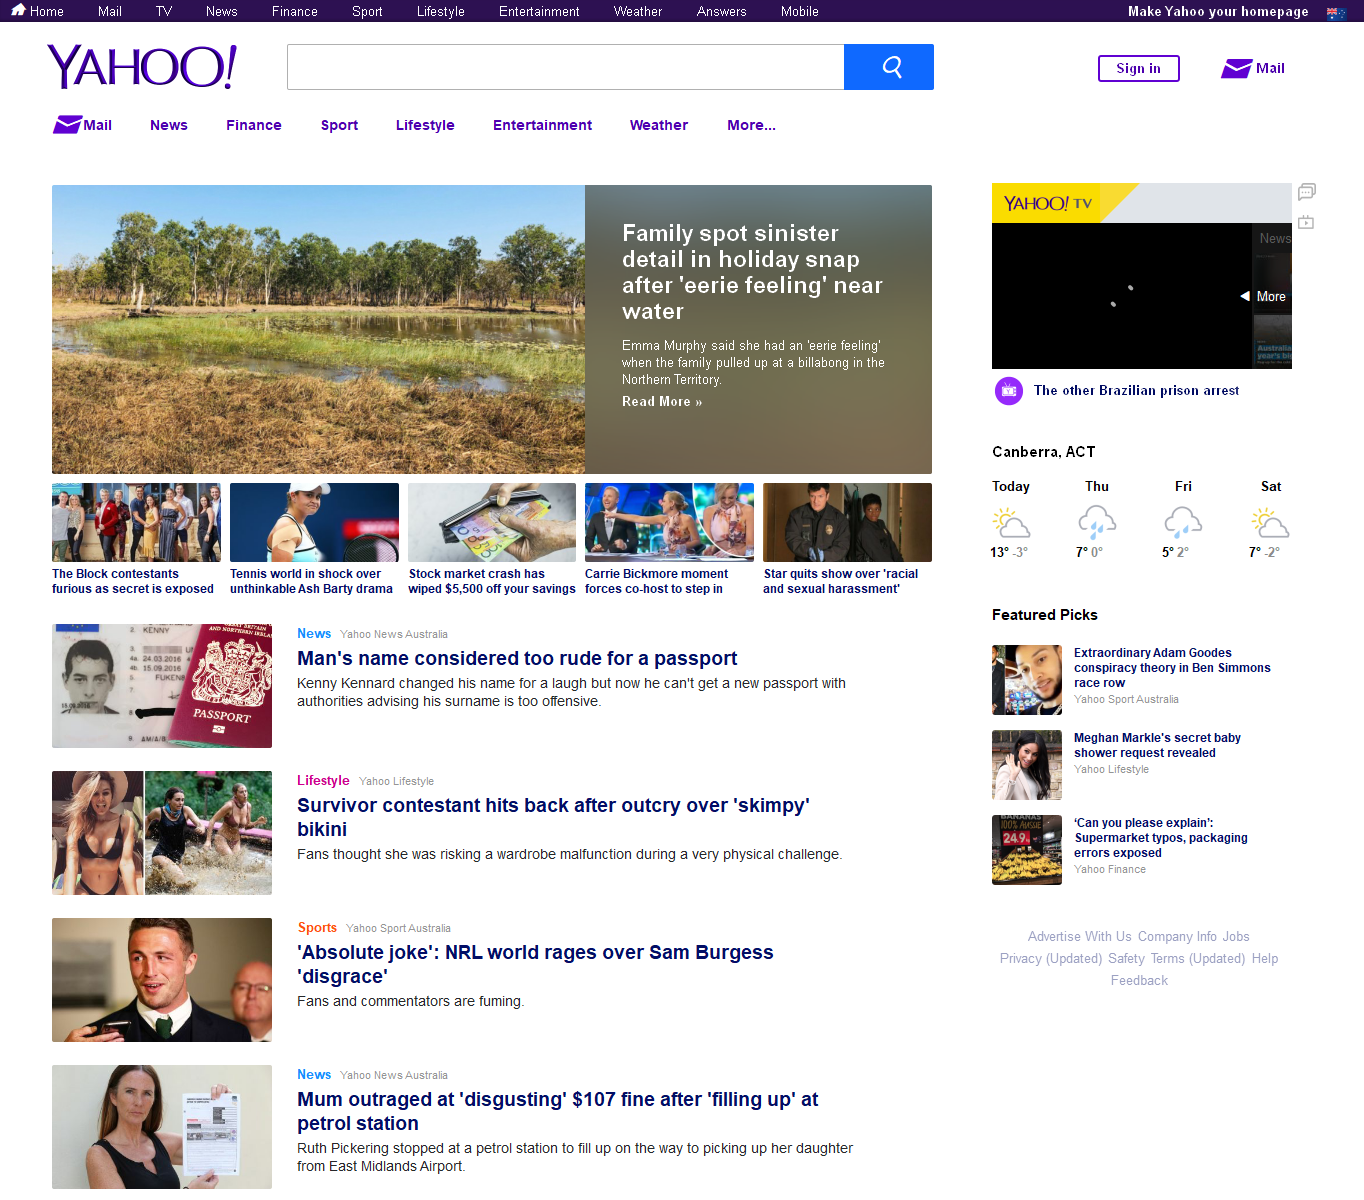 Home Mail TV News Finance Sport Lifestyle Entertainment Weather Answers Mobile Make Yahoo your homepage
YAHOO!
Sign in
Mail
Mail News Finance Sport Lifestyle Entertainment Weather More...
Family spot sinister
detail in holiday snap
after 'eerie feeling' near
water
Emma Murphy said she had an 'eerie feeling'
when the family pulled up at a billabong in the
Northern Territory.
Read More »
The Block contestants
furious as secret is exposed
Tennis world in shock over
unthinkable Ash Barty drama
Stock market crash has
wiped $5,500 off your savings
Carrie Bickmore moment
forces co-host to step in
Star quits show over 'racial
and sexual harassment'
KENNY
4a. 24.03.2016
4b. 15.09.2016
PASSPORT
News Yahoo News Australia
Man's name considered too rude for a passport
Kenny Kennard changed his name for a laugh but now he can't get a new passport with
authorities advising his surname is too offensive.
Lifestyle Yahoo Lifestyle
Survivor contestant hits back after outcry over 'skimpy'
bikini
Fans thought she was risking a wardrobe malfunction during a very physical challenge.
Sports Yahoo Sport Australia
'Absolute joke': NRL world rages over Sam Burgess
'disgrace'
Fans and commentators are fuming.
News Yahoo News Australia
Mum outraged at 'disgusting' $107 fine after 'filling up' at
petrol station
Ruth Pickering stopped at a petrol station to fill up on the way to picking up her daughter
from East Midlands Airport.
YAHOO! TV
News
More
The other Brazilian prison arrest
Canberra, ACT
Today Thu Fri Sat
13° -3° 7° 0° 5° 2° 7° -2°
Featured Picks
Extraordinary Adam Goodes
conspiracy theory in Ben Simmons
race row
Yahoo Sport Australia
Meghan Markle's secret baby
shower request revealed
Yahoo Lifestyle
BANANAS
100% AUSSIE
24.9
‘Can you please explain’:
Supermarket typos, packaging
errors exposed
Yahoo Finance
Advertise With Us Company Info Jobs
Privacy (Updated) Safety Terms (Updated) Help
Feedback